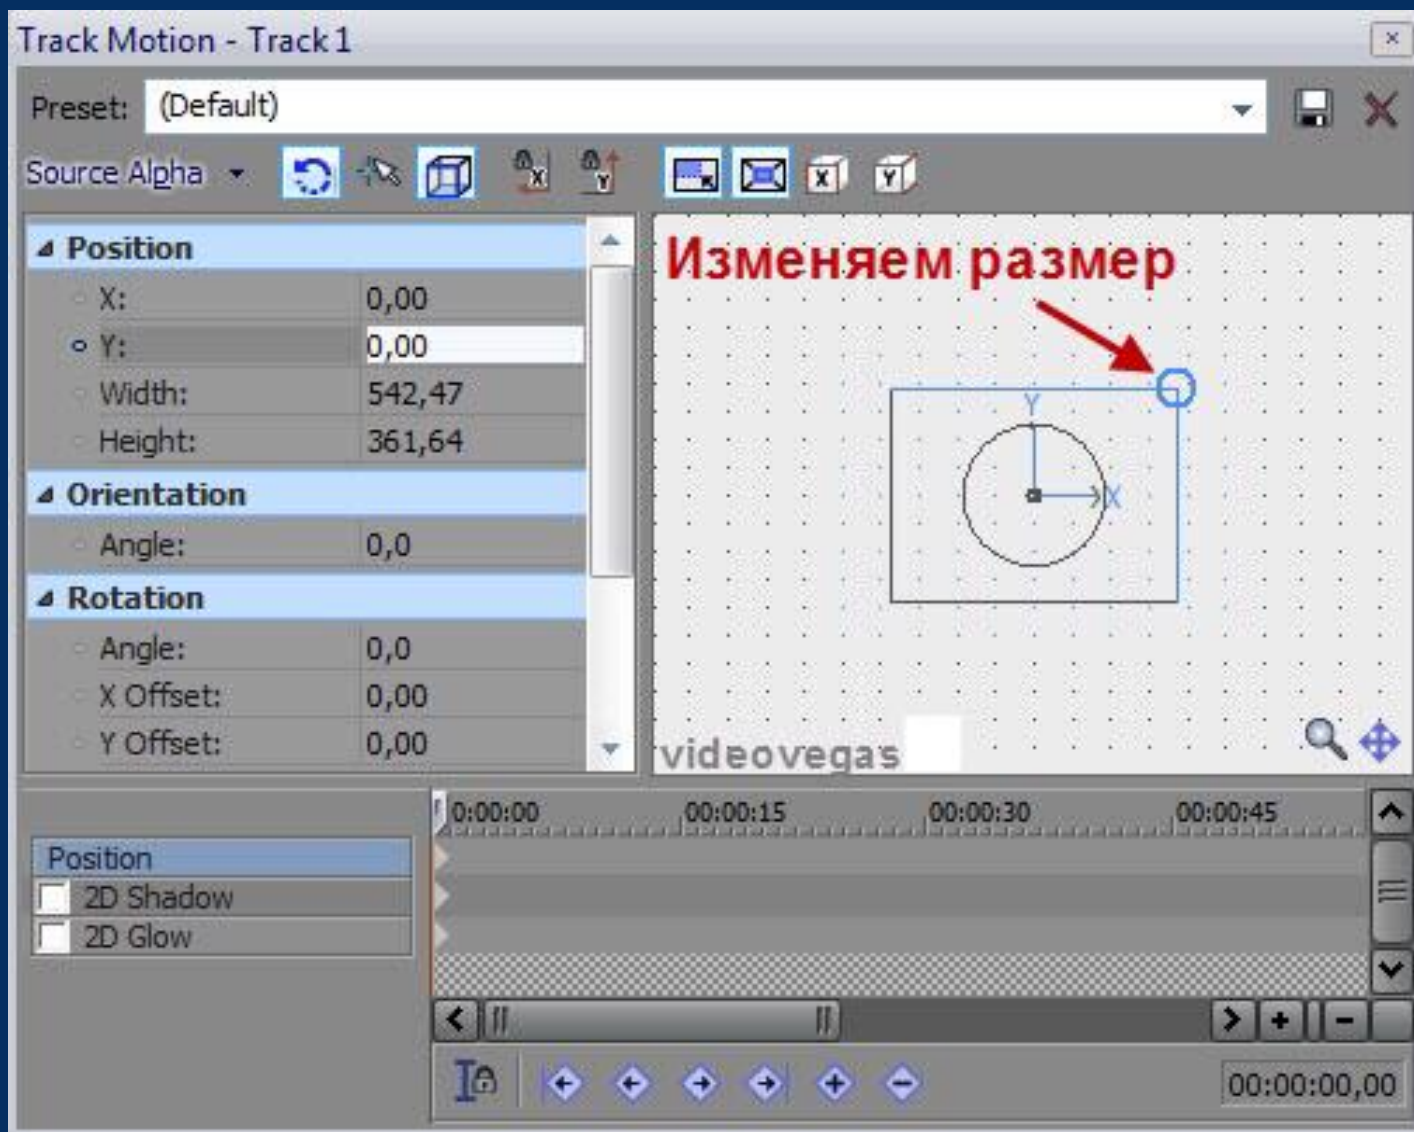 Track Motion - Track 1
Preset: (Default)
Source Alpha
X
Y
X
Y
Position
X: 0,00
Y: 0,00
Width: 542,47
Height: 361,64
Orientation
Angle: 0,0
Rotation
Angle: 0,0
X Offset: 0,00
Y Offset: 0,00
Изменяем размер
Y
X
videovegas
0:00:00 00:00:15 00:00:30 00:00:45
Position
2D Shadow
2D Glow
00:00:00,00